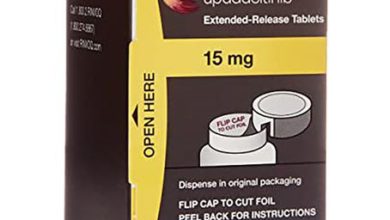 upadacitinib
Extended-Release Tablets
15 mg
OPEN HERE
FLIP CAP
TO CUT FOIL
Dispense in original packaging
FLIP CAP TO CUT FOIL
PEEL BACK FOR INSTRUCTIONS